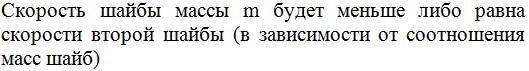 Скорость шайбы массы m будет меньше либо равна
скорости второй шайбы (в зависимости от соотношения
масс шайб)